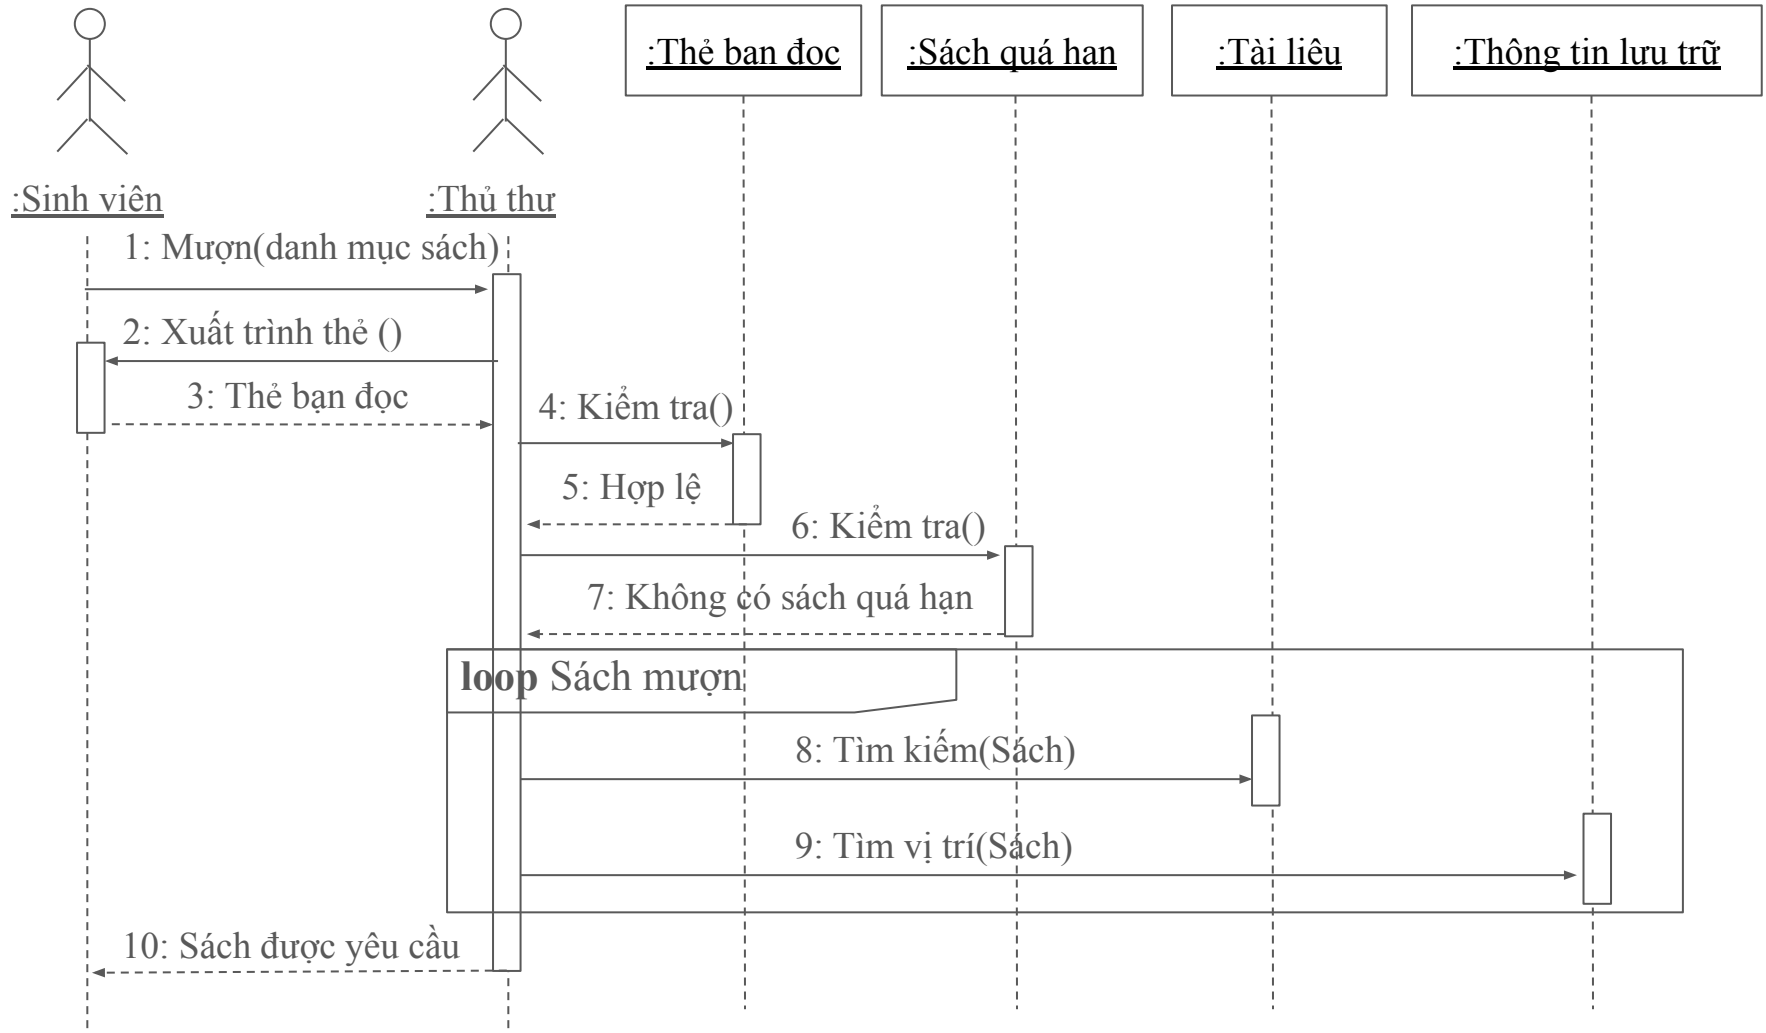 :Thẻ bạn đọc
:Sách quá hạn
:Tài liệu
:Thông tin lưu trữ
:Sinh viên
:Thủ thư
1: Mượn(danh mục sách)
2: Xuất trình thẻ ()
3: Thẻ bạn đọc
4: Kiểm tra()
5: Hợp lệ
6: Kiểm tra()
7: Không có sách quá hạn
loop Sách mượn
8: Tìm kiếm(Sách)
9: Tìm vị trí(Sách)
10: Sách được yêu cầu